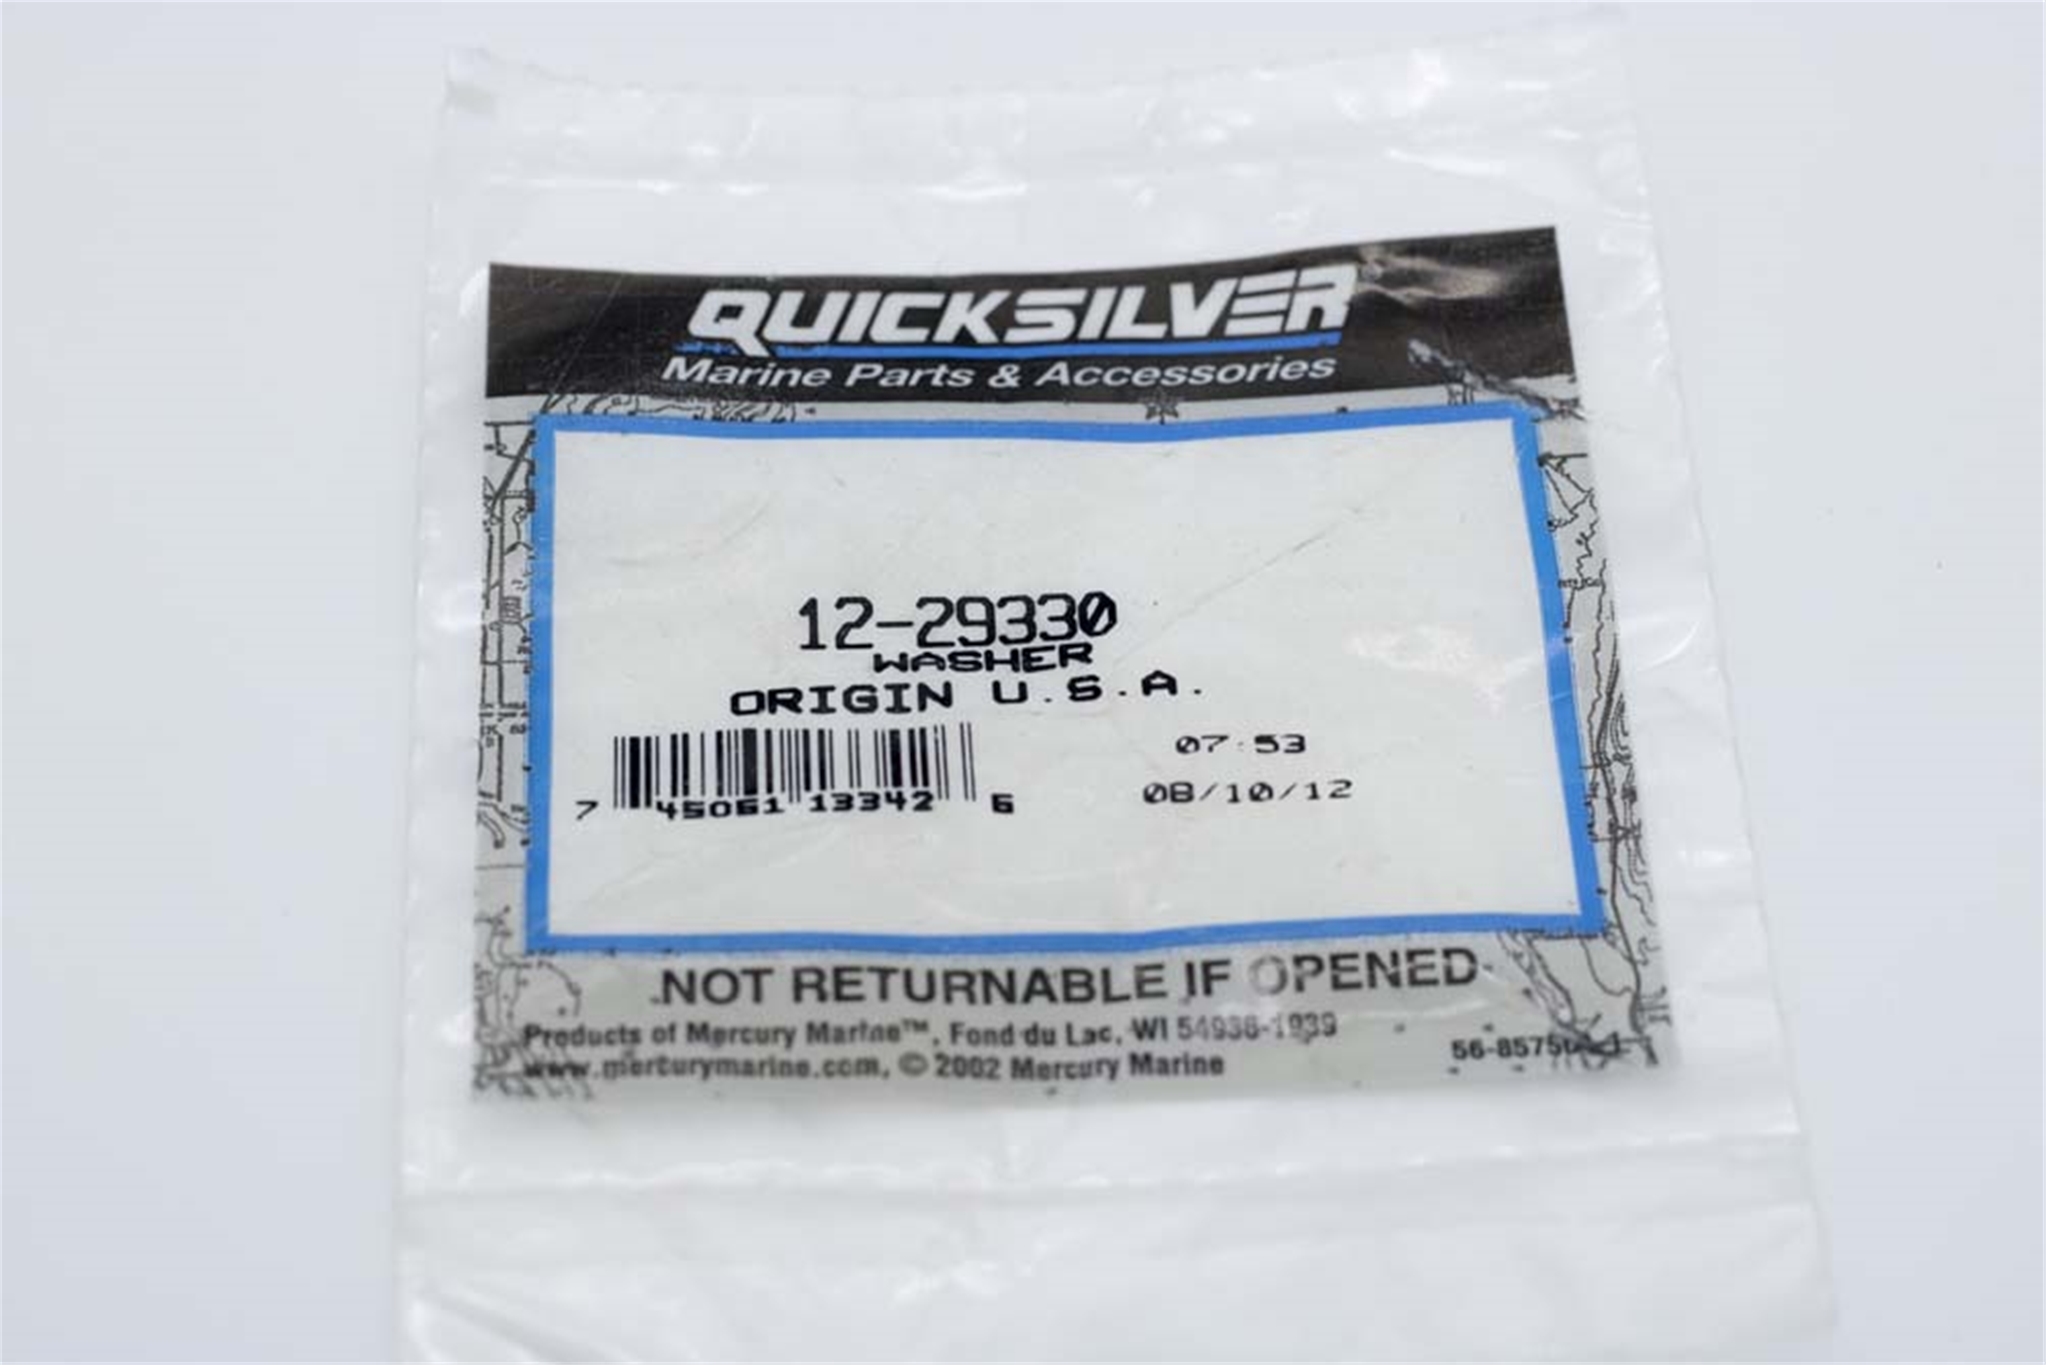 QUICKSILVER
Marine Parts & Accessories
12-29330
WASHER
ORIGIN U.S.A.
07:53
7 45061 13342 6
08/10/12
NOT RETURNABLE IF OPENED
Products of Mercury Marine™, Fond du Lac, WI 54936-1939
www.mercurymarine.com, © 2002 Mercury Marine